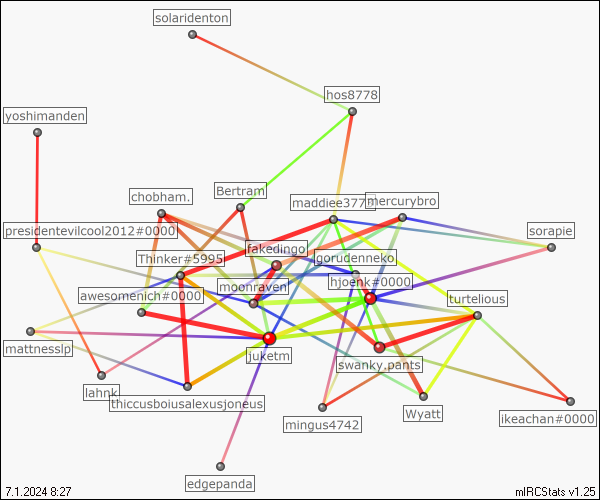 solaridenton
hos8778
yoshimanden
chobham.
Bertram
maddiee377
mercurybro
presidentevilcool2012#0000
sorapie
fakedingo
Thinker#5995
gorudenneko
moonraven
hjoenk#0000
awesomenich#0000
turtelious
mattnesslp
juketm
swanky.pants
lahnk
thiccusboiusalexusjoneus
Wyatt
mingus4742
ikeachan#0000
edgepanda
7.1.2024 8:27
mIRCStats v1.25